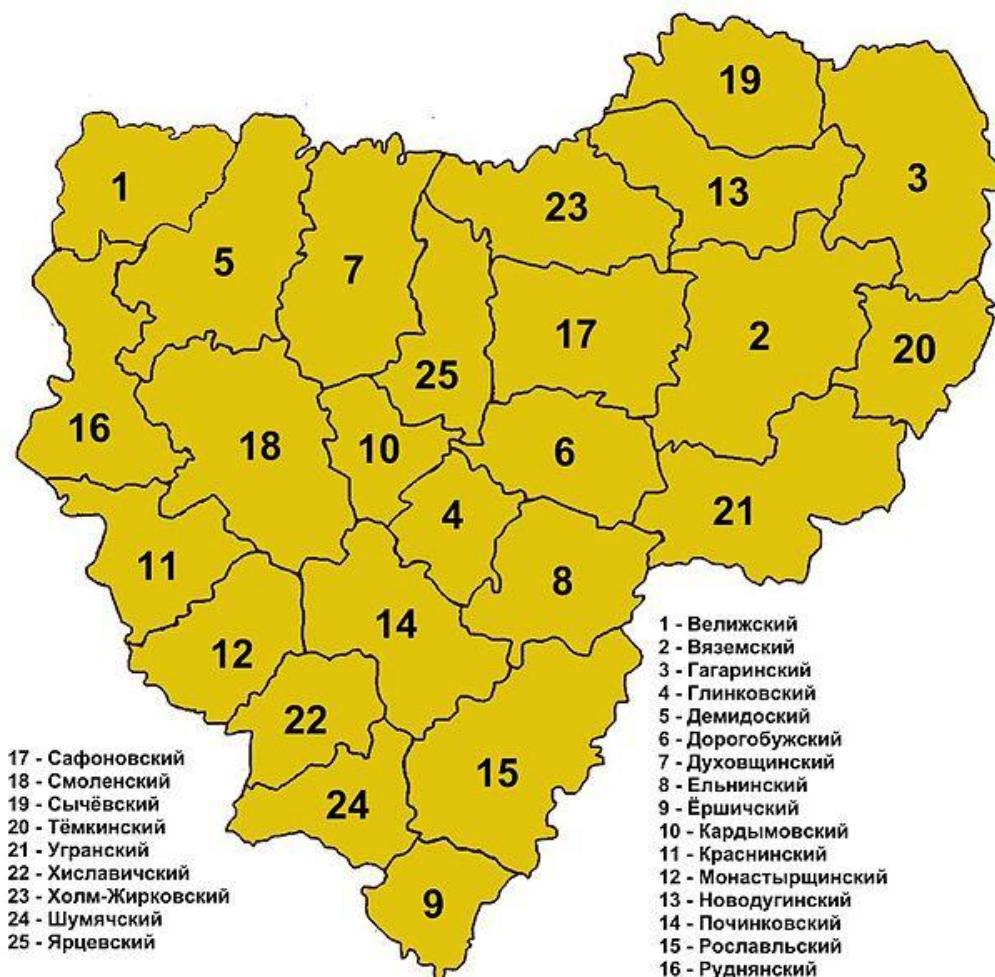 19
1
3
13
23
5
7
17
2
20
25
16
18
10
6
4
21
11
8
14
12
22
15
24
9
1 - Велижский
2 - Вяземский
3 - Гагаринский
4 - Глинковский
5 - Демидоский
6 - Дорогобужский
7 - Духовщинский
8 - Ельнинский
9 - Ёршичский
10 - Кардымовский
11 - Краснинский
12 - Монастырщинский
13 - Новодугинский
14 - Починковский
15 - Рославльский
16 - Руднянский
17 - Сафоновский
18 - Смоленский
19 - Сычёвский
20 - Тёмкинский
21 - Угранский
22 - Хиславичский
23 - Холм-Жирковский
24 - Шумячский
25 - Ярцевский